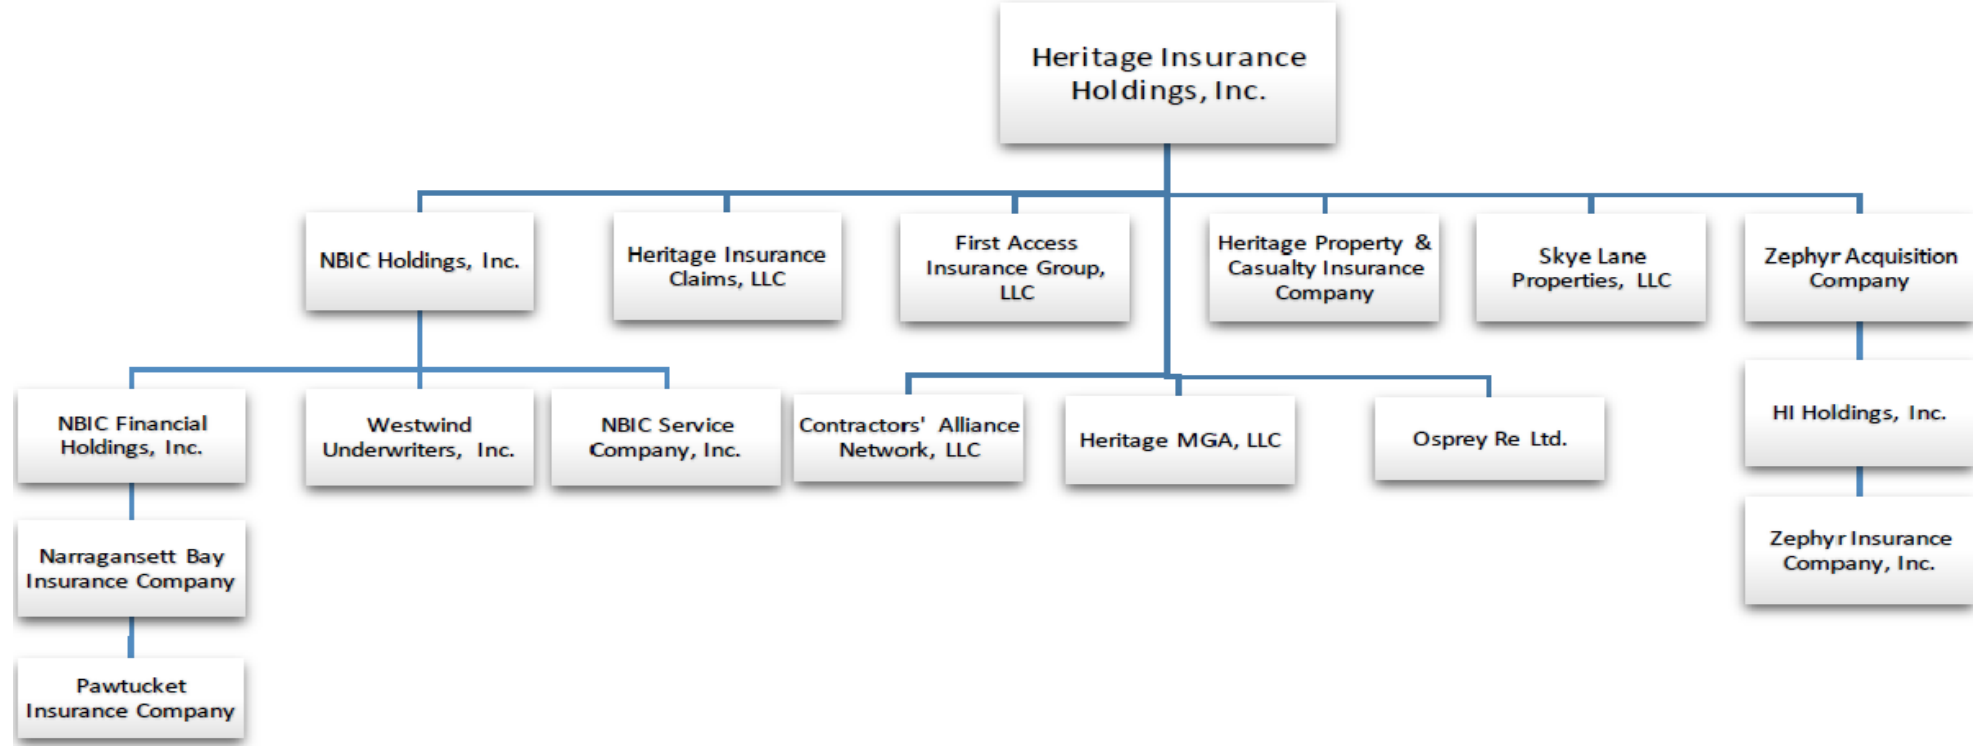 Heritage Insurance
Holdings, Inc.
NBIC Holdings, Inc.
Heritage Insurance
Claims, LLC
First Access
Insurance Group,
LLC
Heritage Property &
Casualty Insurance
Company
Skye Lane
Properties, LLC
Zephyr Acquisition
Company
NBIC Financial
Holdings, Inc.
Westwind
Underwriters, Inc.
NBIC Service
Company, Inc.
Contractors' Alliance
Network, LLC
Heritage MGA, LLC
Osprey Re Ltd.
HI Holdings, Inc.
Narragansett Bay
Insurance Company
Zephyr Insurance
Company, Inc.
Pawtucket
Insurance Company